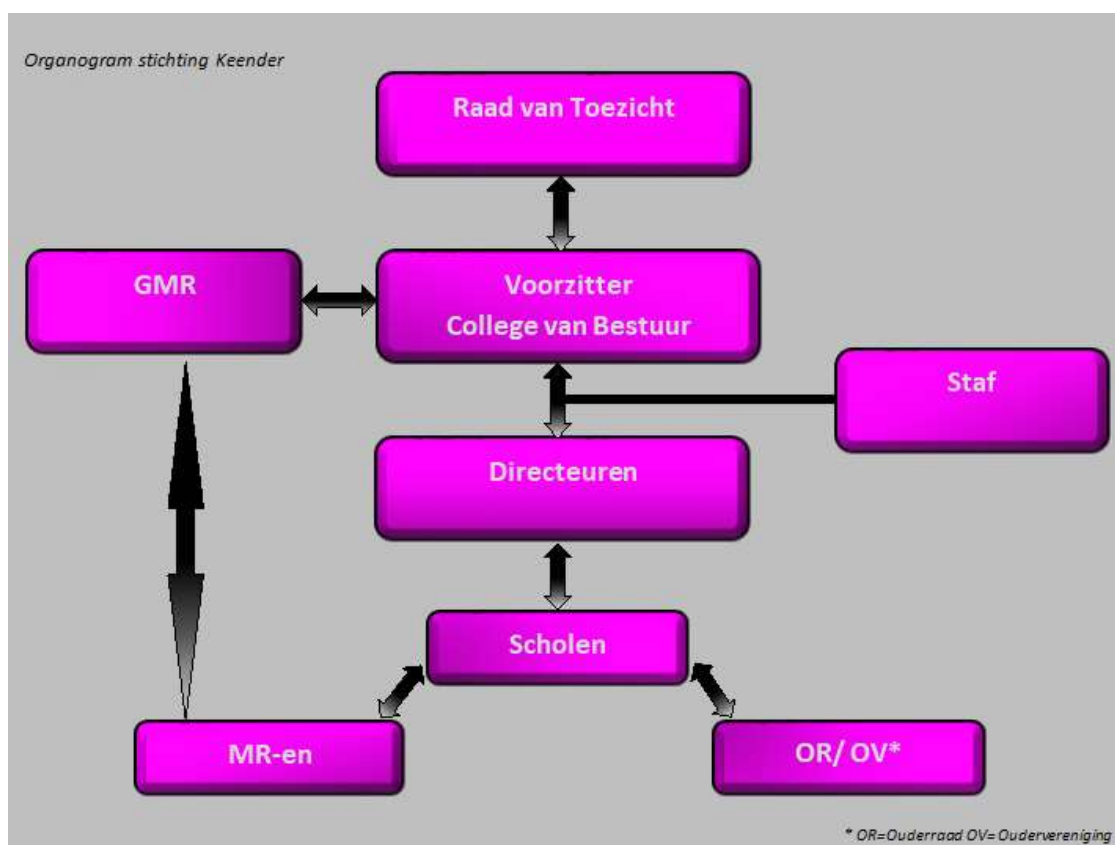 Organogram stichting Keender
Raad van Toezicht
GMR
Voorzitter
College van Bestuur
Staf
Directeuren
Scholen
MR-en
OR/ OV*
* OR=Ouderraad OV= Oudervereniging